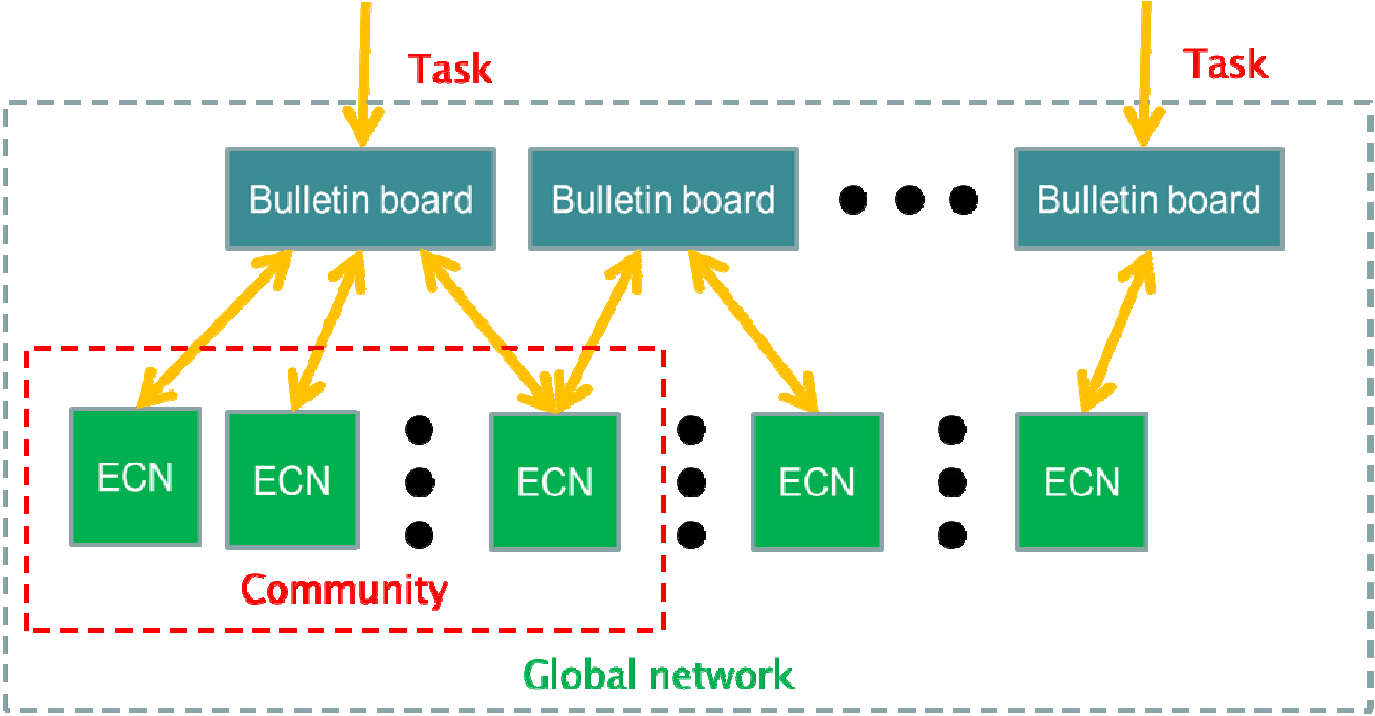 Task
Task
Bulletin board
Bulletin board
Bulletin board
ECN
ECN
ECN
ECN
ECN
Community
Global network